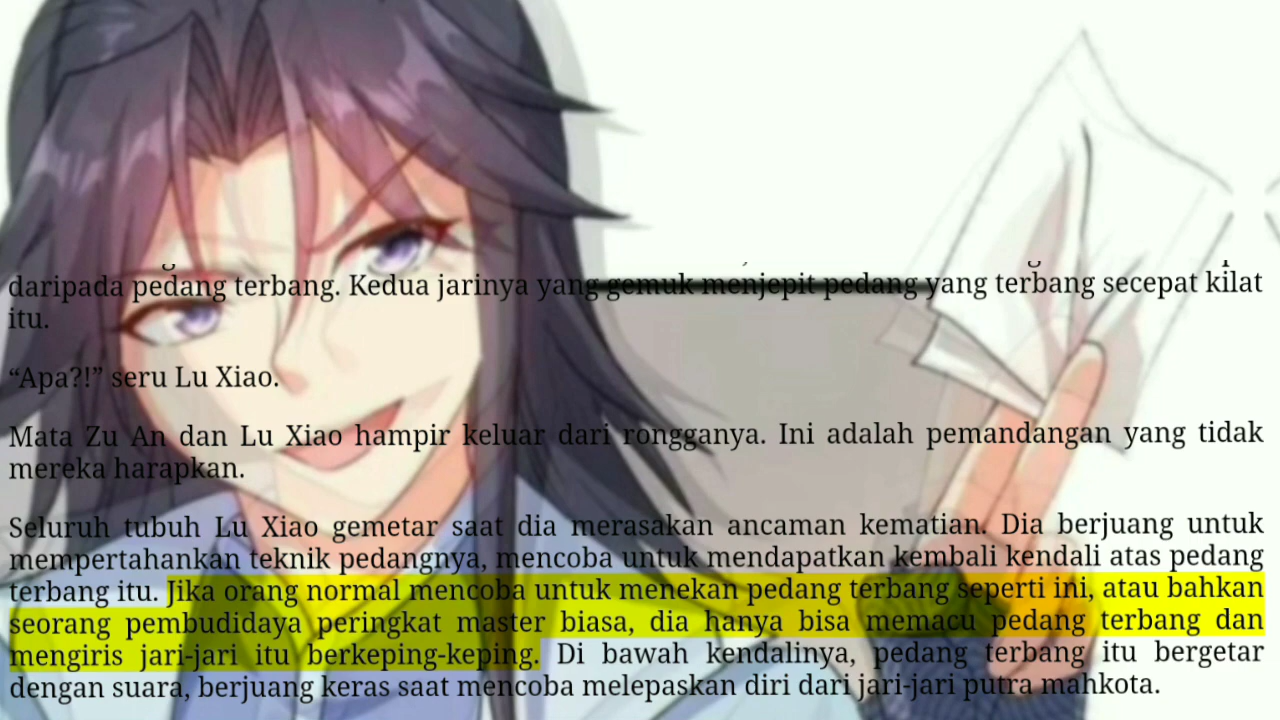 daripada pedang terbang. Kedua jarinya yang gemuk menjepit pedang yang terbang secepat kilat
itu.
“Apa?!” seru Lu Xiao.
Mata Zu An dan Lu Xiao hampir keluar dari rongganya. Ini adalah pemandangan yang tidak
mereka harapkan.
Seluruh tubuh Lu Xiao gemetar saat dia merasakan ancaman kematian. Dia berjuang untuk
mempertahankan teknik pedangnya, mencoba untuk mendapatkan kembali kendali atas pedang
terbang itu. Jika orang normal mencoba untuk menekan pedang terbang seperti ini, atau bahkan
seorang pembudidaya peringkat master biasa, dia hanya bisa memacu pedang terbang dan
mengiris jari-jari itu berkeping-keping. Di bawah kendalinya, pedang terbang itu bergetar
dengan suara, berjuang keras saat mencoba melepaskan diri dari jari-jari putra mahkota.